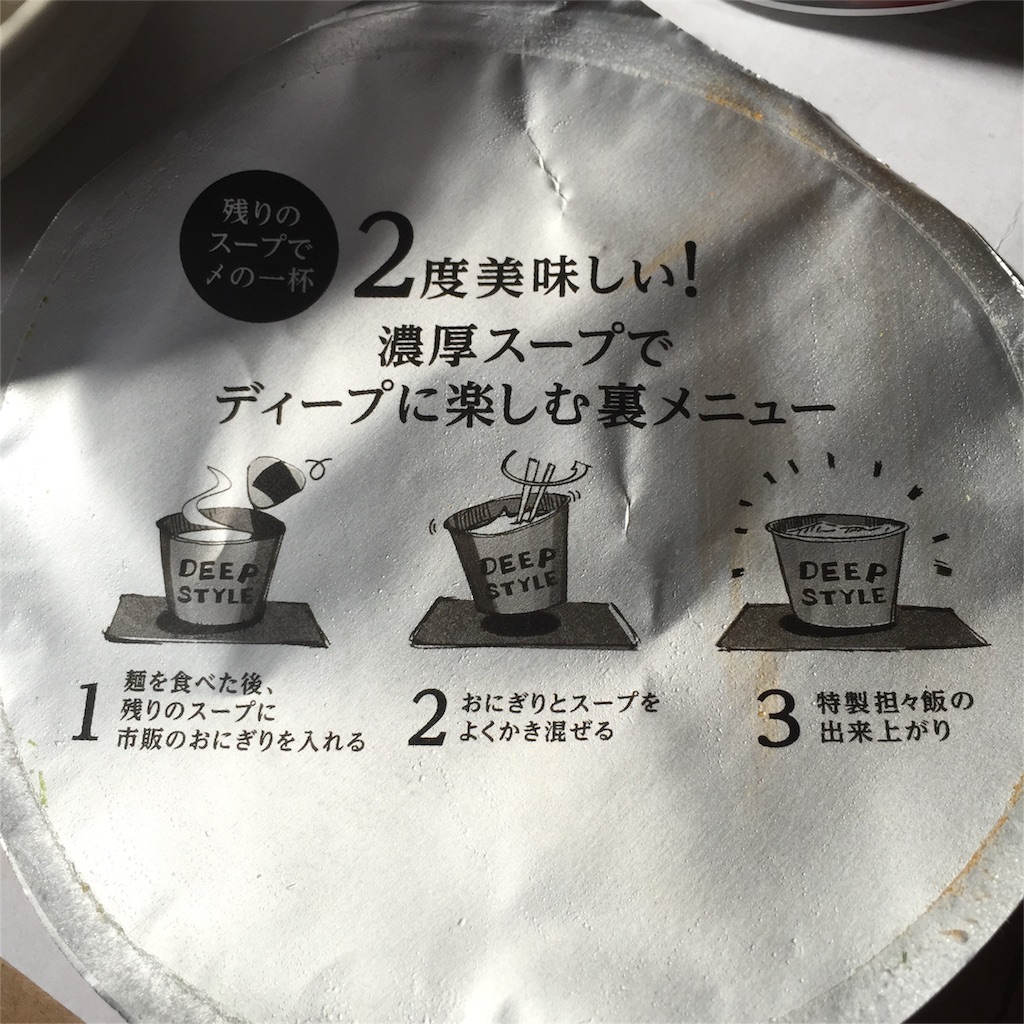 残りの
スープで
〆の一杯
2度美味しい!
濃厚スープで
ディープに楽しむ裏メニュー
DEEP
STYLE
DEEP
STYLE
DEEP
STYLE
1 麺を食べた後、
残りのスープに
市販のおにぎりを入れる
2 おにぎりとスープを
よくかき混ぜる
3 特製担々飯の
出来上がり